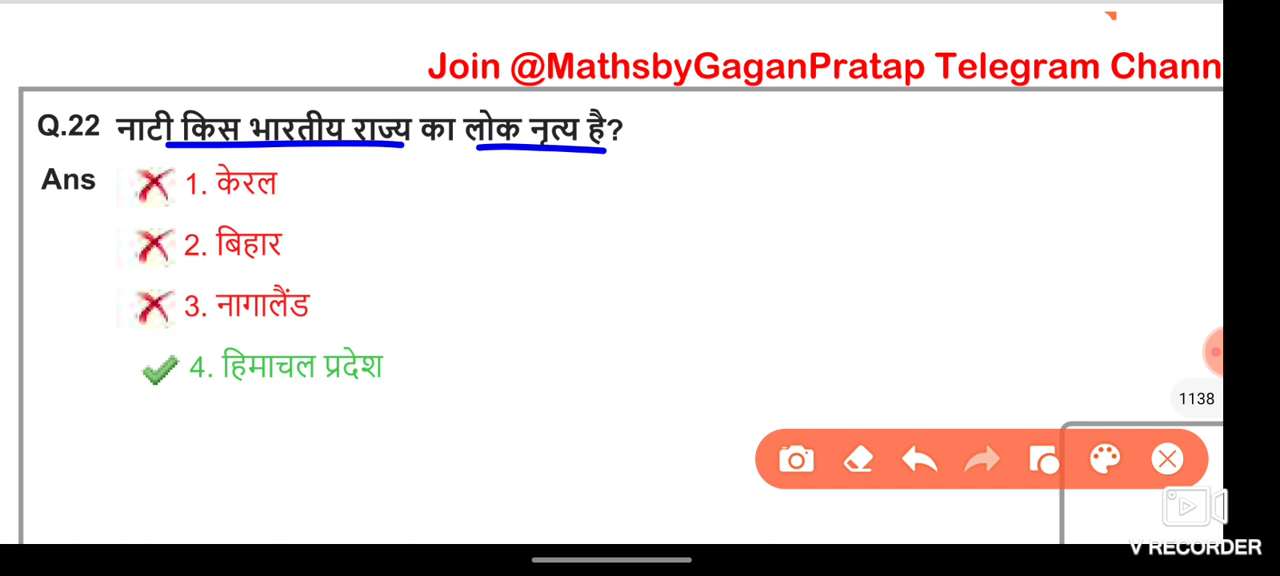 Join @MathsbyGaganPratap Telegram Chann
Q.22 नाटी किस भारतीय राज्य का लोक नृत्य है?
Ans 1. केरल
2. बिहार
3. नागालैंड
4. हिमाचल प्रदेश
1138
V RECORDER